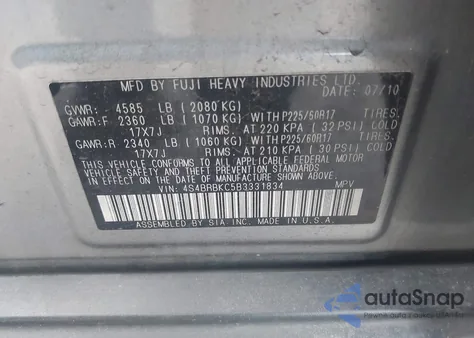 MFD BY FUJI HEAVY INDUSTRIES LTD.
DATE: 07/10
GVWR: 4585 LB (2080 KG)
GAWR:F 2360 LB (1070 KG) WITH P225/60R17 TIRES,
17X7J RIMS, AT 220 KPA (32 PSI) COLD
GAWR:R 2340 LB (1060 KG) WITH P225/60R17 TIRES,
17X7J RIMS, AT 210 KPA (30 PSI) COLD
THIS VEHICLE CONFORMS TO ALL APPLICABLE FEDERAL MOTOR
VEHICLE SAFETY AND THEFT PREVENTION STANDARDS IN
EFFECT ON THE DATE OF MANUFACTURE SHOWN ABOVE.
VIN: 4S4BRBKC5B3331834 MPV
ASSEMBLED BY SIA INC. MADE IN U.S.A.
autoSnap
Pewne auta z aukcji USA